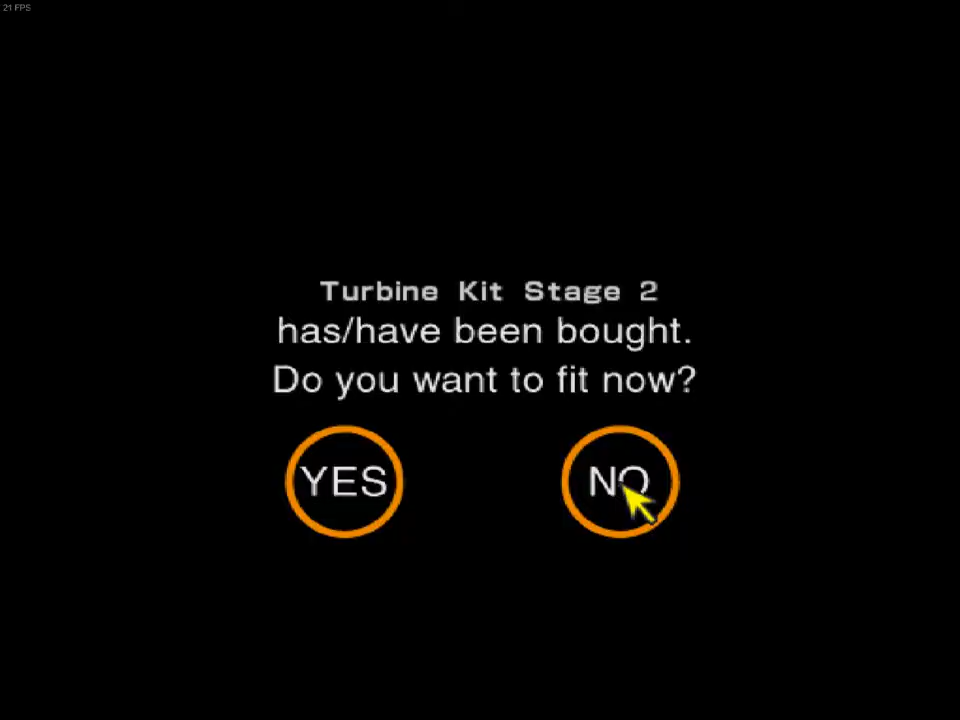 21 FPS
Turbine Kit Stage 2
has/have been bought.
Do you want to fit now?
YES NO